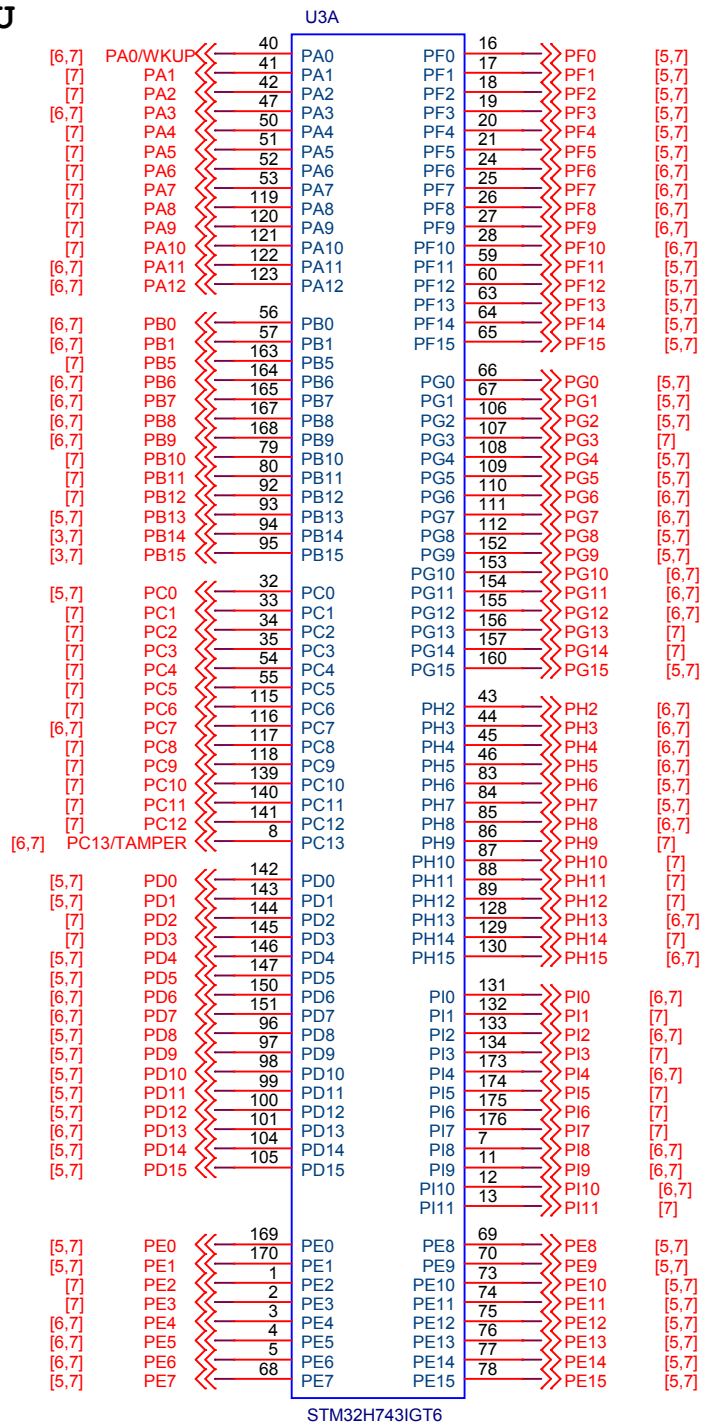 U
U3A
[6,7] PA0/WKUP 40 PA0 PF0 16 PF0 [5,7]
[7] PA1 41 PA1 PF1 17 PF1 [5,7]
[7] PA2 42 PA2 PF2 18 PF2 [5,7]
[6,7] PA3 47 PA3 PF3 19 PF3 [5,7]
[7] PA4 50 PA4 PF4 20 PF4 [5,7]
[7] PA5 51 PA5 PF5 21 PF5 [5,7]
[7] PA6 52 PA6 PF6 24 PF6 [6,7]
[7] PA7 53 PA7 PF7 25 PF7 [6,7]
[7] PA8 119 PA8 PF8 26 PF8 [6,7]
[7] PA9 120 PA9 PF9 27 PF9 [6,7]
[7] PA10 121 PA10 PF10 28 PF10 [6,7]
[6,7] PA11 122 PA11 PF11 59 PF11 [5,7]
[6,7] PA12 123 PA12 PF12 60 PF12 [5,7]
PF13 63 PF13 [5,7]
[6,7] PB0 56 PB0 PF14 64 PF14 [5,7]
[6,7] PB1 57 PB1 PF15 65 PF15 [5,7]
[7] PB5 163 PB5
[6,7] PB6 164 PB6 PG0 66 PG0 [5,7]
[6,7] PB7 165 PB7 PG1 67 PG1 [5,7]
[6,7] PB8 167 PB8 PG2 106 PG2 [5,7]
[6,7] PB9 168 PB9 PG3 107 PG3 [7]
[7] PB10 79 PB10 PG4 108 PG4 [5,7]
[7] PB11 80 PB11 PG5 109 PG5 [5,7]
[7] PB12 92 PB12 PG6 110 PG6 [6,7]
[5,7] PB13 93 PB13 PG7 111 PG7 [6,7]
[3,7] PB14 94 PB14 PG8 112 PG8 [5,7]
[3,7] PB15 95 PB15 PG9 152 PG9 [5,7]
PG10 153 PG10 [6,7]
[5,7] PC0 32 PC0 PG11 154 PG11 [6,7]
[7] PC1 33 PC1 PG12 155 PG12 [6,7]
[7] PC2 34 PC2 PG13 156 PG13 [7]
[7] PC3 35 PC3 PG14 157 PG14 [7]
[7] PC4 54 PC4 PG15 160 PG15 [5,7]
[7] PC5 55 PC5
[7] PC6 115 PC6 PH2 43 PH2 [6,7]
[6,7] PC7 116 PC7 PH3 44 PH3 [6,7]
[7] PC8 117 PC8 PH4 45 PH4 [6,7]
[7] PC9 118 PC9 PH5 46 PH5 [6,7]
[7] PC10 139 PC10 PH6 83 PH6 [5,7]
[7] PC11 140 PC11 PH7 84 PH7 [5,7]
[7] PC12 141 PC12 PH8 85 PH8 [6,7]
[6,7] PC13/TAMPER 8 PC13 PH9 86 PH9 [7]
PH10 87 PH10 [7]
[5,7] PD0 142 PD0 PH11 88 PH11 [7]
[5,7] PD1 143 PD1 PH12 89 PH12 [7]
[7] PD2 144 PD2 PH13 128 PH13 [6,7]
[7] PD3 145 PD3 PH14 129 PH14 [7]
[5,7] PD4 146 PD4 PH15 130 PH15 [6,7]
[5,7] PD5 147 PD5
[6,7] PD6 150 PD6 PI0 131 PI0 [6,7]
[6,7] PD7 151 PD7 PI1 132 PI1 [7]
[5,7] PD8 96 PD8 PI2 133 PI2 [6,7]
[5,7] PD9 97 PD9 PI3 134 PI3 [7]
[5,7] PD10 98 PD10 PI4 173 PI4 [6,7]
[5,7] PD11 99 PD11 PI5 174 PI5 [7]
[5,7] PD12 100 PD12 PI6 175 PI6 [7]
[6,7] PD13 101 PD13 PI7 176 PI7 [7]
[5,7] PD14 104 PD14 PI8 7 PI8 [6,7]
[5,7] PD15 105 PD15 PI9 11 PI9 [6,7]
PI10 12 PI10 [6,7]
PI11 13 PI11 [7]
[5,7] PE0 169 PE0 PE8 69 PE8 [5,7]
[5,7] PE1 170 PE1 PE9 70 PE9 [5,7]
[7] PE2 1 PE2 PE10 73 PE10 [5,7]
[7] PE3 2 PE3 PE11 74 PE11 [5,7]
[6,7] PE4 3 PE4 PE12 75 PE12 [5,7]
[6,7] PE5 4 PE5 PE13 76 PE13 [5,7]
[6,7] PE6 5 PE6 PE14 77 PE14 [5,7]
[5,7] PE7 68 PE7 PE15 78 PE15 [5,7]
STM32H743IGT6